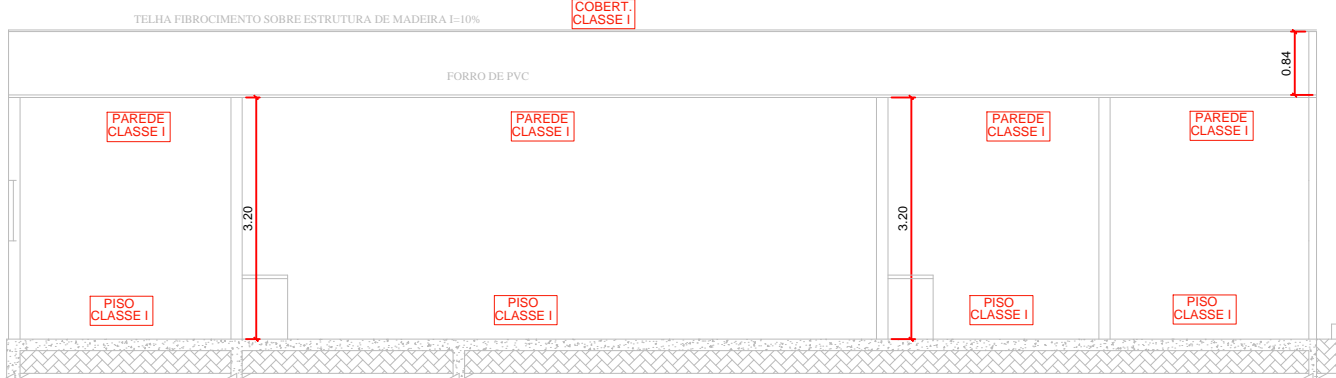 COBERT.
CLASSE I
TELHA FIBROCIMENTO SOBRE ESTRUTURA DE MADEIRA I=10%
0.84
FORRO DE PVC
PAREDE
CLASSE I
PAREDE
CLASSE I
PAREDE
CLASSE I
PAREDE
CLASSE I
3.20
3.20
PISO
CLASSE I
PISO
CLASSE I
PISO
CLASSE I
PISO
CLASSE I